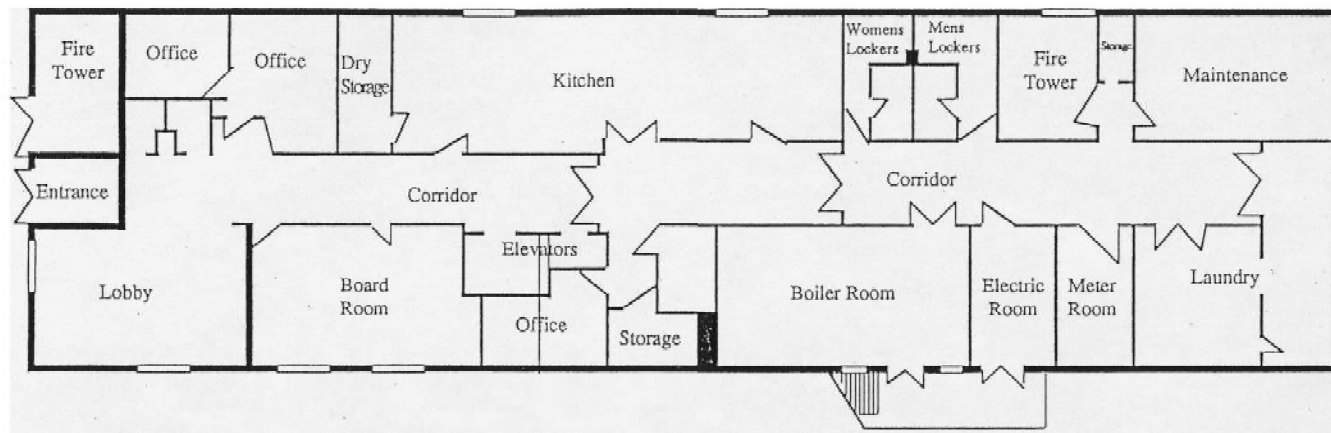 Fire
Tower
Office
Office
Dry
Storage
Kitchen
Womens
Lockers
Mens
Lockers
Fire
Tower
Storage
Maintenance
Entrance
Corridor
Corridor
Lobby
Board
Room
Elevators
Office
Storage
Boiler Room
Electric
Room
Meter
Room
Laundry